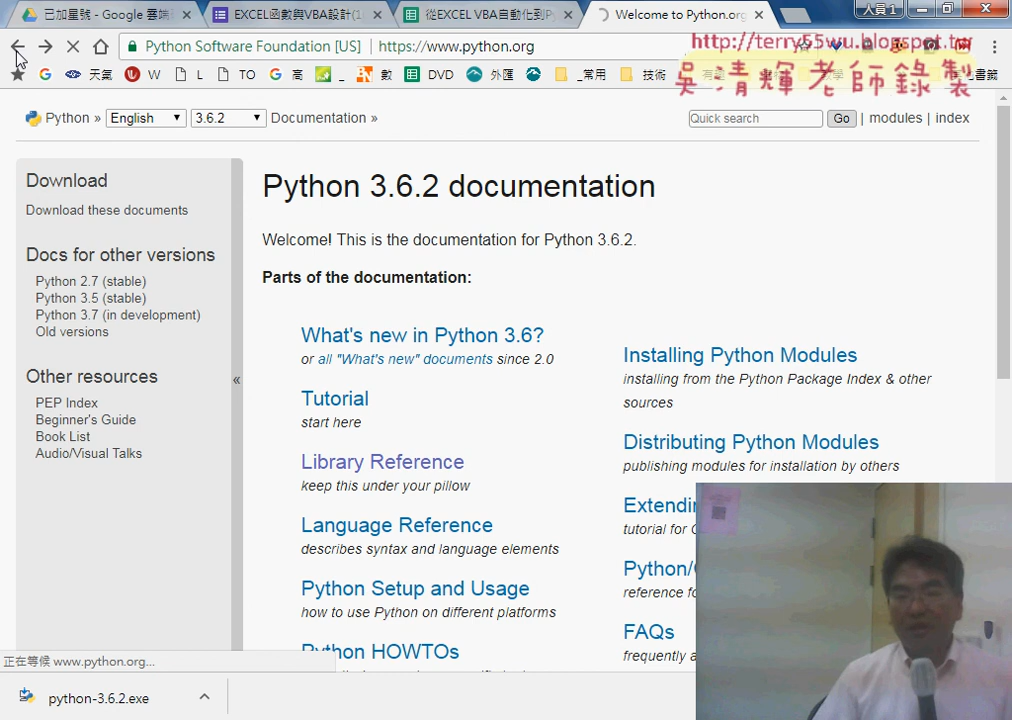 已加星號 - Google 雲端
EXCEL函數與VBA設計(1
從EXCEL VBA自動化到Py
Welcome to Python.org
人員 1
Python Software Foundation [US]
https://www.python.org
http://terry55wu.blogspot.tw
吳清輝老師錄製
天氣
W
L
TO
高
_
數
DVD
外匯
_常用
技術
Python »
English
3.6.2
Documentation »
Quick search
Go
| modules | index
Download
Download these documents
Docs for other versions
Python 2.7 (stable)
Python 3.5 (stable)
Python 3.7 (in development)
Old versions
Other resources
PEP Index
Beginner's Guide
Book List
Audio/Visual Talks
«
Python 3.6.2 documentation
Welcome! This is the documentation for Python 3.6.2.
Parts of the documentation:
What's new in Python 3.6?
or all "What's new" documents since 2.0
Tutorial
start here
Library Reference
keep this under your pillow
Language Reference
describes syntax and language elements
Python Setup and Usage
how to use Python on different platforms
Python HOWTOs
Installing Python Modules
installing from the Python Package Index & other
sources
Distributing Python Modules
publishing modules for installation by others
Extendin
tutorial for
Python/
reference fo
FAQs
frequently a
正在等候 www.python.org...
python-3.6.2.exe